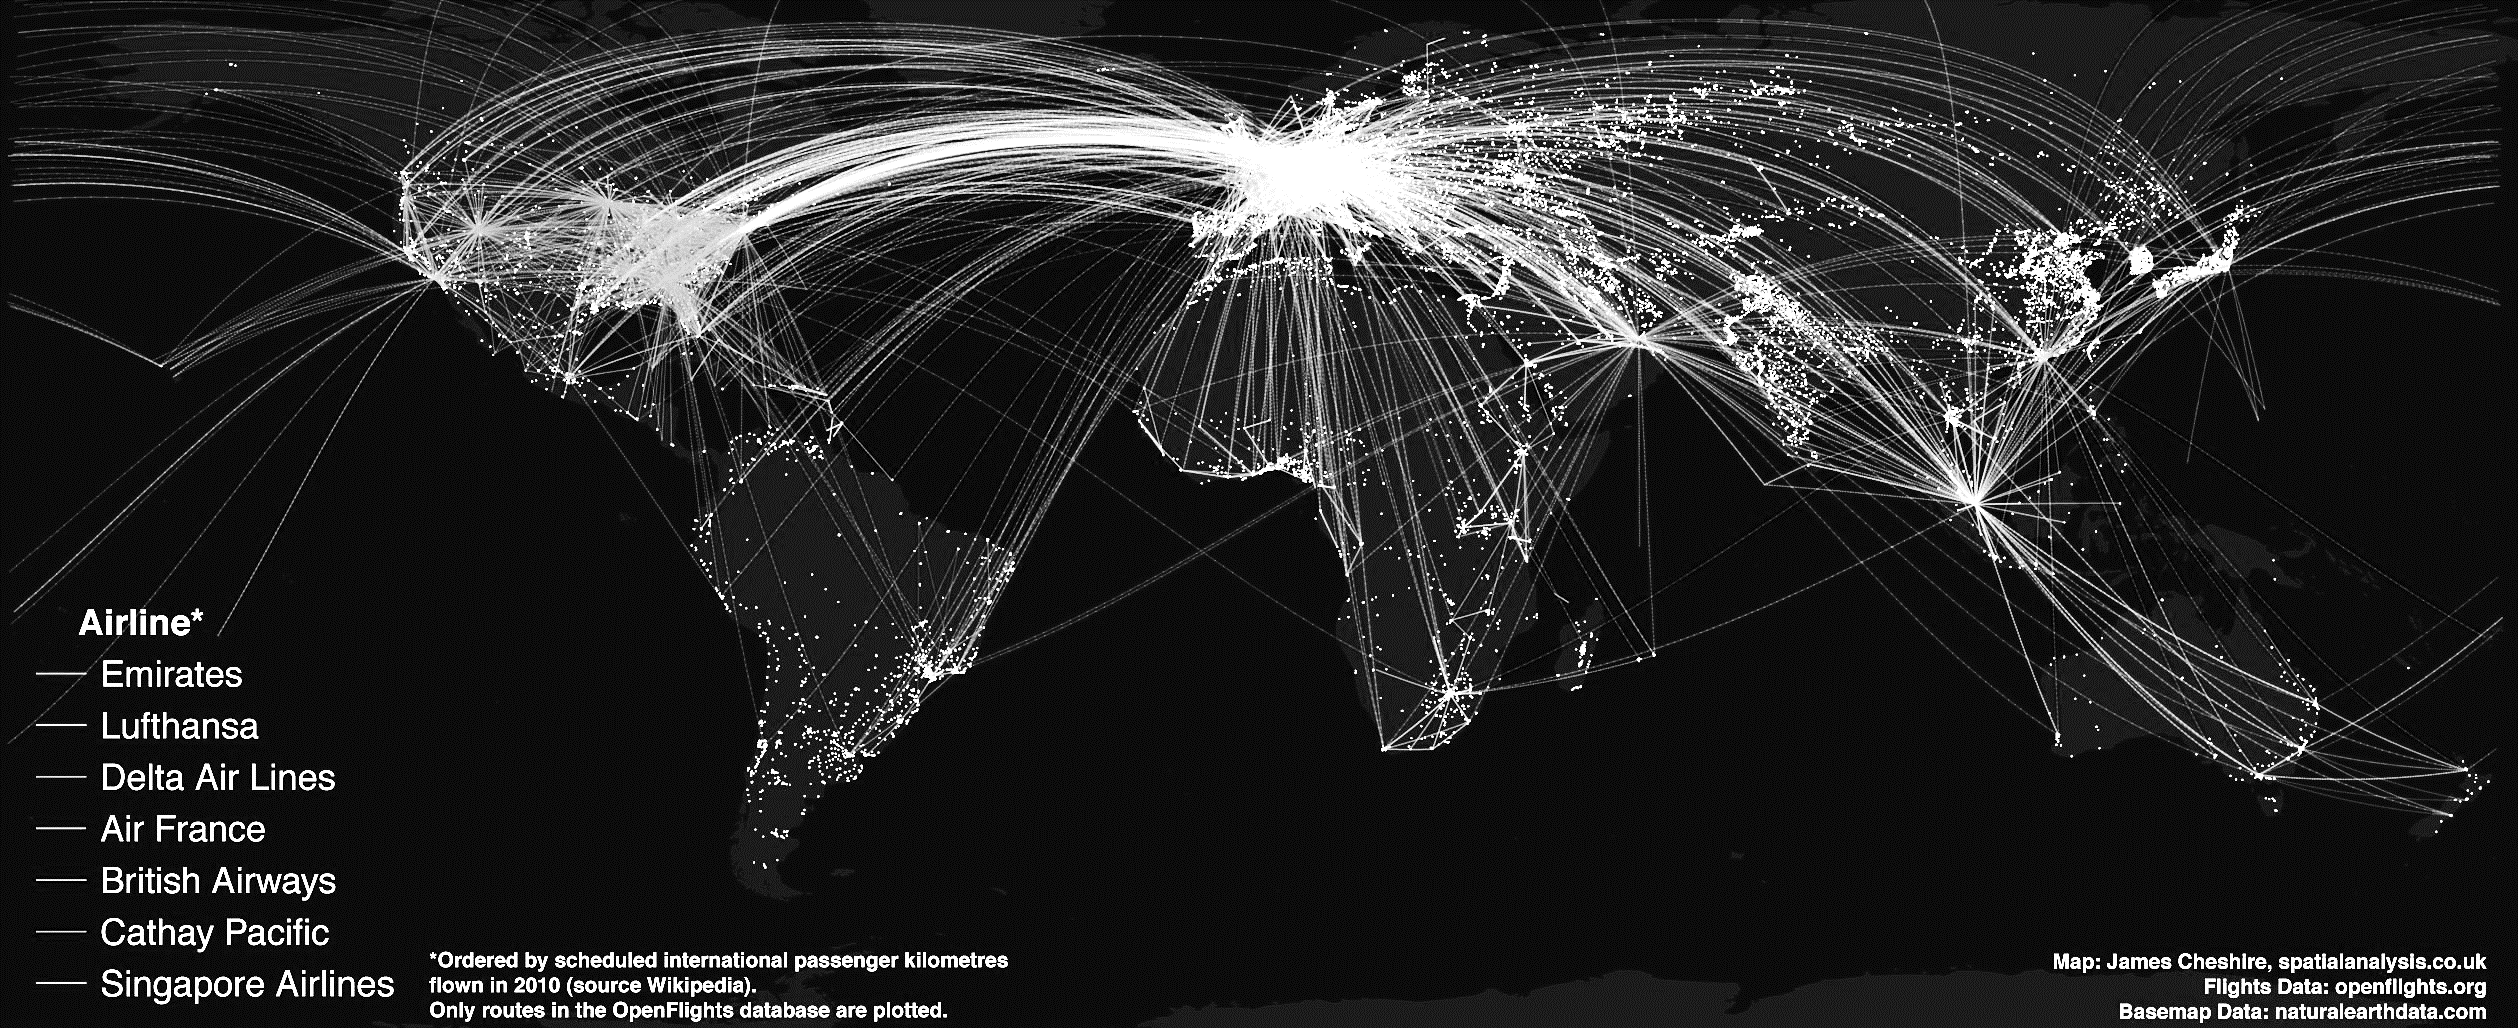 Airline*
Emirates
Lufthansa
Delta Air Lines
Air France
British Airways
Cathay Pacific
Singapore Airlines
*Ordered by scheduled international passenger kilometres
flown in 2010 (source Wikipedia).
Only routes in the OpenFlights database are plotted.
Map: James Cheshire, spatialanalysis.co.uk
Flights Data: openflights.org
Basemap Data: naturalearthdata.com